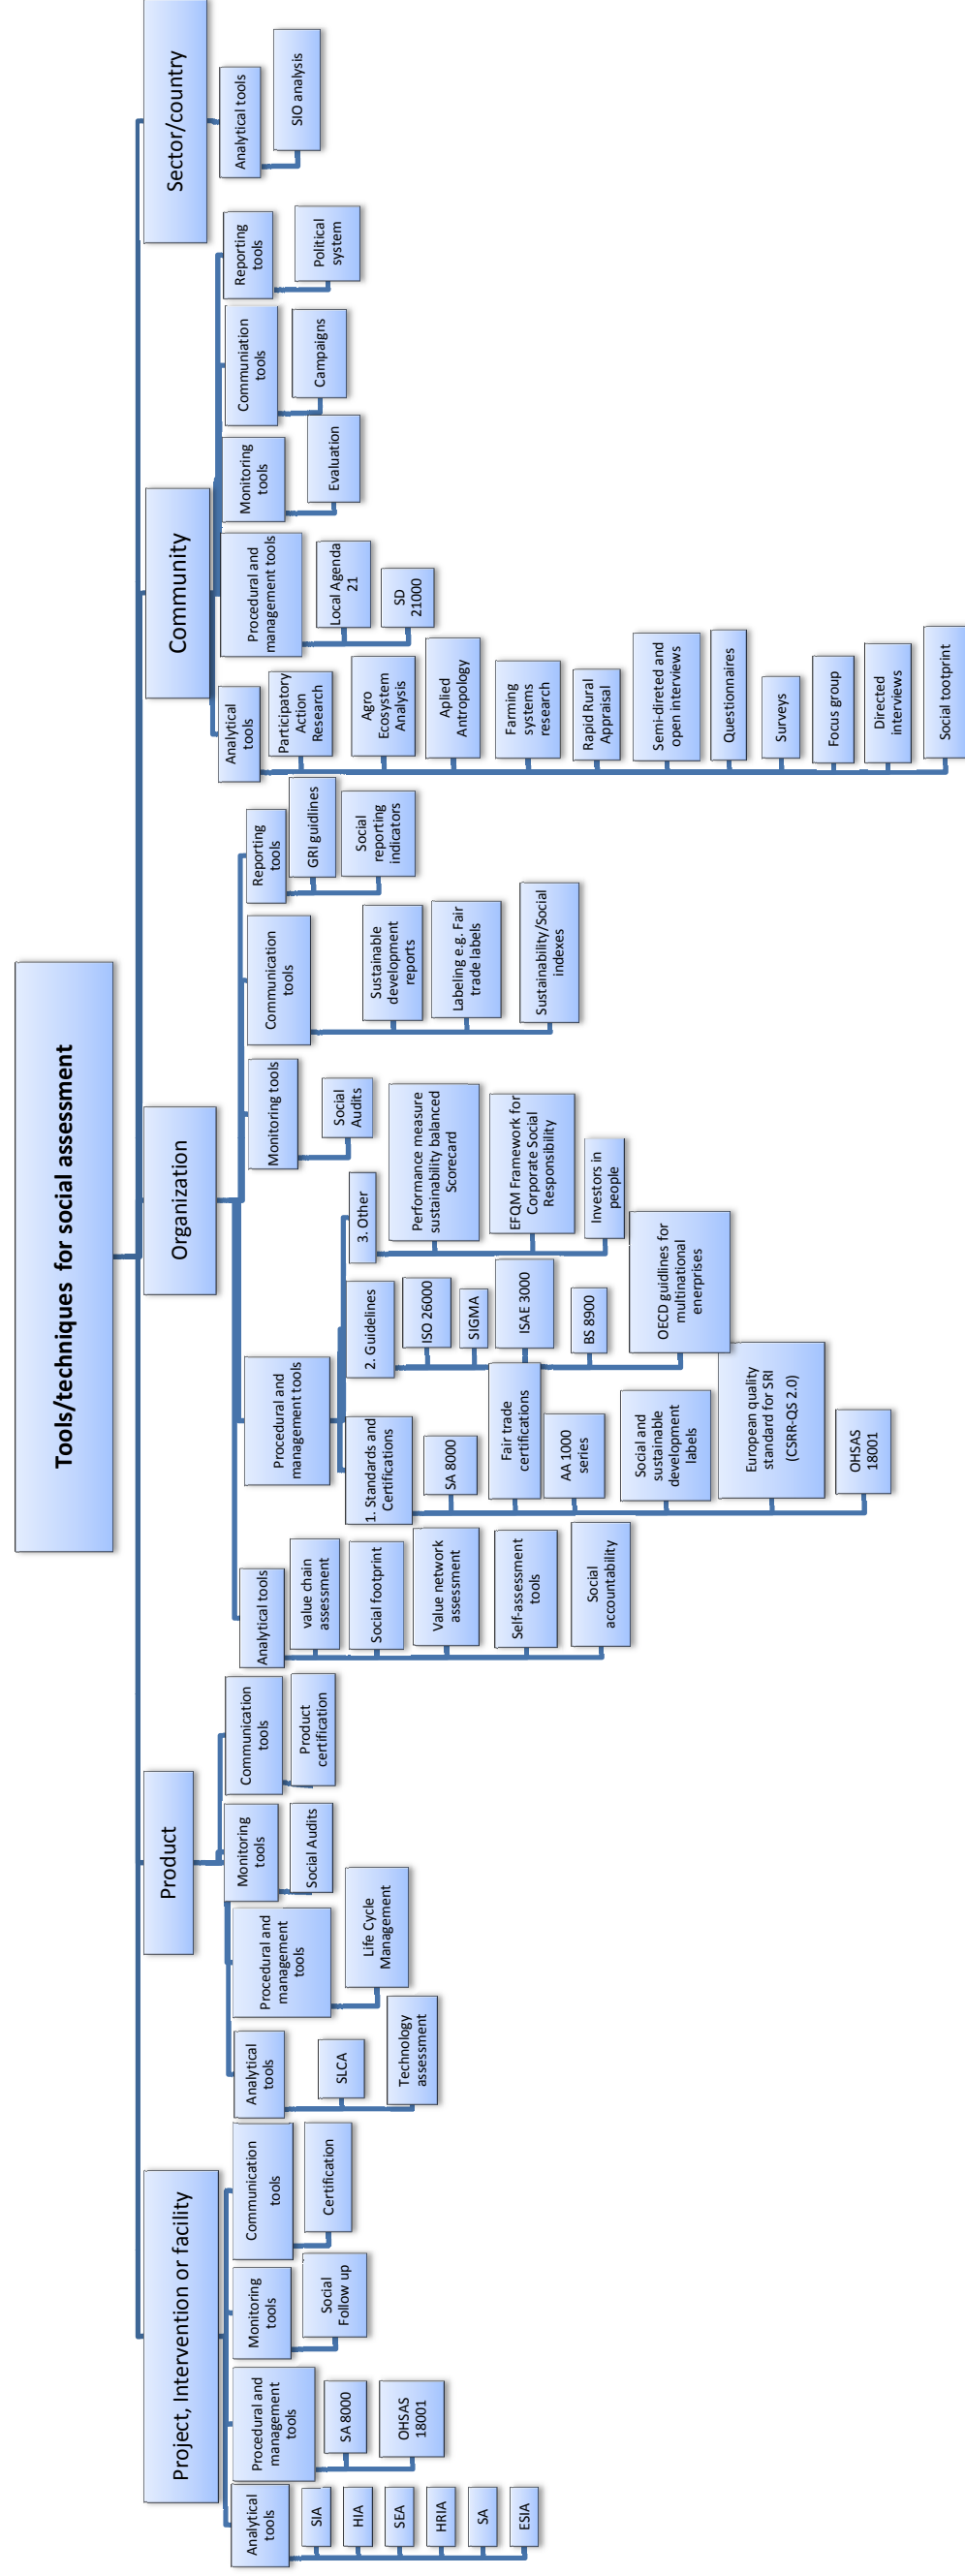 Tools/techniques for social assessment
Project, Intervention or facility
Analytical
tools
SIA
HIA
SEA
HRIA
SA
ESIA
Procedural and
management
tools
SA 8000
OHSAS
18001
Monitoring
tools
Social
Follow up
Communication
tools
Certification
Product
Analytical
tools
SLCA
Technology
assessment
Procedural and
management
tools
Life Cycle
Management
Monitoring
tools
Social Audits
Communication
tools
Product
certification
Organization
Analytical tools
value chain
assessment
Social footprint
Value network
assessment
Self-assessment
tools
Social
accountability
Procedural and
management tools
1. Standards and
Certifications
SA 8000
Fair trade
certifications
AA 1000
series
Social and
sustainable
development
labels
European quality
standard for SRI
(CSRR-QS 2.0)
OHSAS
18001
2. Guidelines
ISO 26000
SIGMA
ISAE 3000
BS 8900
OECD guidlines for
multinational
enerprises
3. Other
Performance measure
sustainability balanced
Scorecard
EFQM Framework for
Corporate Social
Responsibility
Investors in
people
Monitoring tools
Social
Audits
Communication
tools
Sustainable
development
reports
Labeling e.g. Fair
trade labels
Sustainability/Social
indexes
Reporting
tools
GRI guidlines
Social
reporting
indicators
Community
Analytical
tools
Participatory
Action
Research
Agro
Ecosystem
Analysis
Aplied
Antropology
Farming
systems
research
Rapid Rural
Appraisal
Semi-direted and
open interviews
Questionnaires
Surveys
Focus group
Directed
interviews
Social tootprint
Procedural and
management tools
Local Agenda
21
SD
21000
Monitoring
tools
Evaluation
Communiation
tools
Campaigns
Reporting
tools
Political
system
Sector/country
Analytical tools
SIO analysis